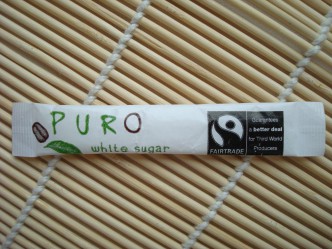 PURO
white sugar
FAIRTRADE
Guarantees
a better deal
for Third World
Producers